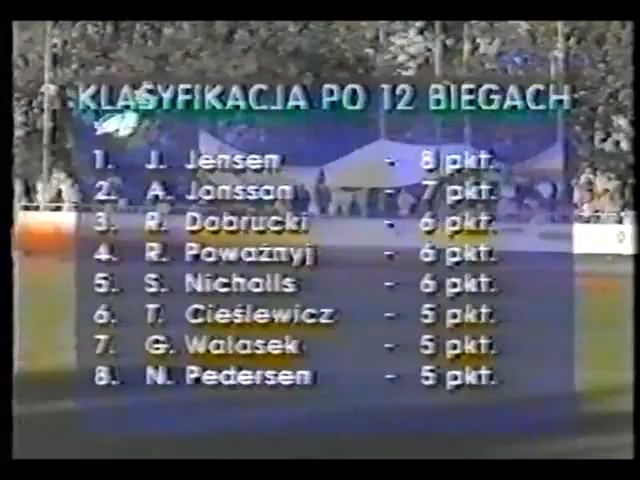 KLASYFIKACJA PO 12 BIEGACH
1. J. Jensen - 8 pkt.
2. A. Jonsson - 7 pkt.
3. R. Dobrucki - 6 pkt.
4. R. Poważnyj - 6 pkt.
5. S. Nicholls - 6 pkt.
6. T. Cieślewicz - 5 pkt.
7. G. Walasek - 5 pkt.
8. N. Pedersen - 5 pkt.